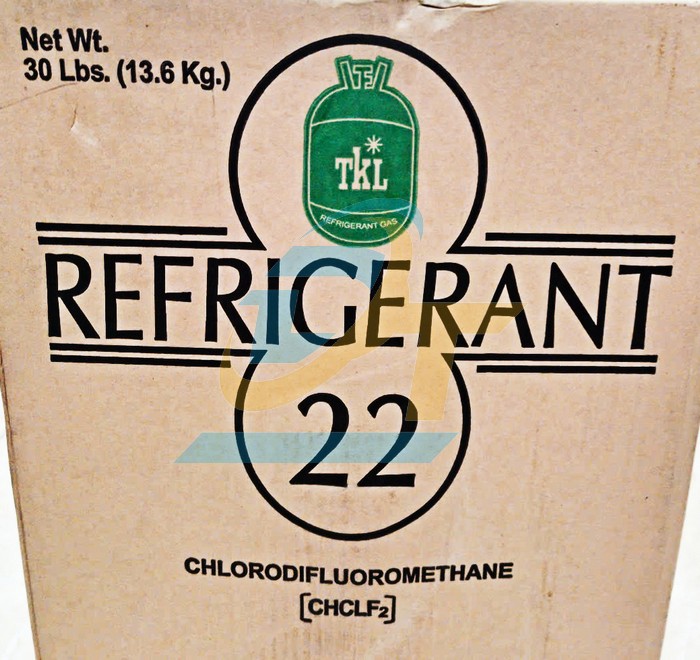 Net Wt.
30 Lbs. (13.6 Kg.)
TKL
REFRIGERANT GAS
REFRIGERANT
22
CHLORODIFLUOROMETHANE
[CHCLF₂]